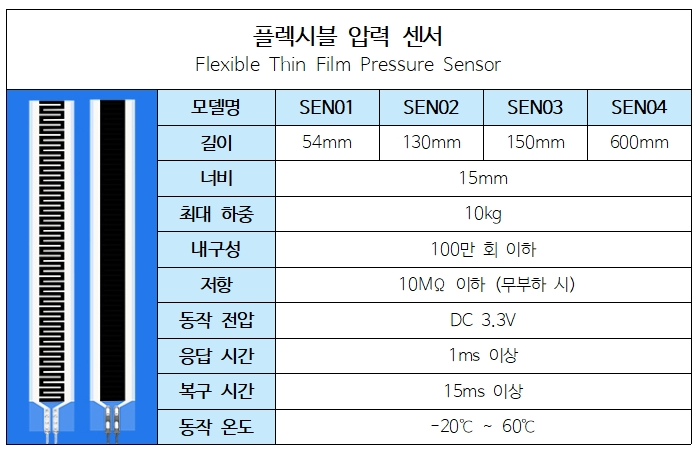 플렉시블 압력 센서
Flexible Thin Film Pressure Sensor
모델명 SEN01 SEN02 SEN03 SEN04
길이 54mm 130mm 150mm 600mm
너비 15mm
최대 하중 10kg
내구성 100만 회 이하
저항 10MΩ 이하 (무부하 시)
동작 전압 DC 3.3V
응답 시간 1ms 이상
복구 시간 15ms 이상
동작 온도 -20℃ ~ 60℃